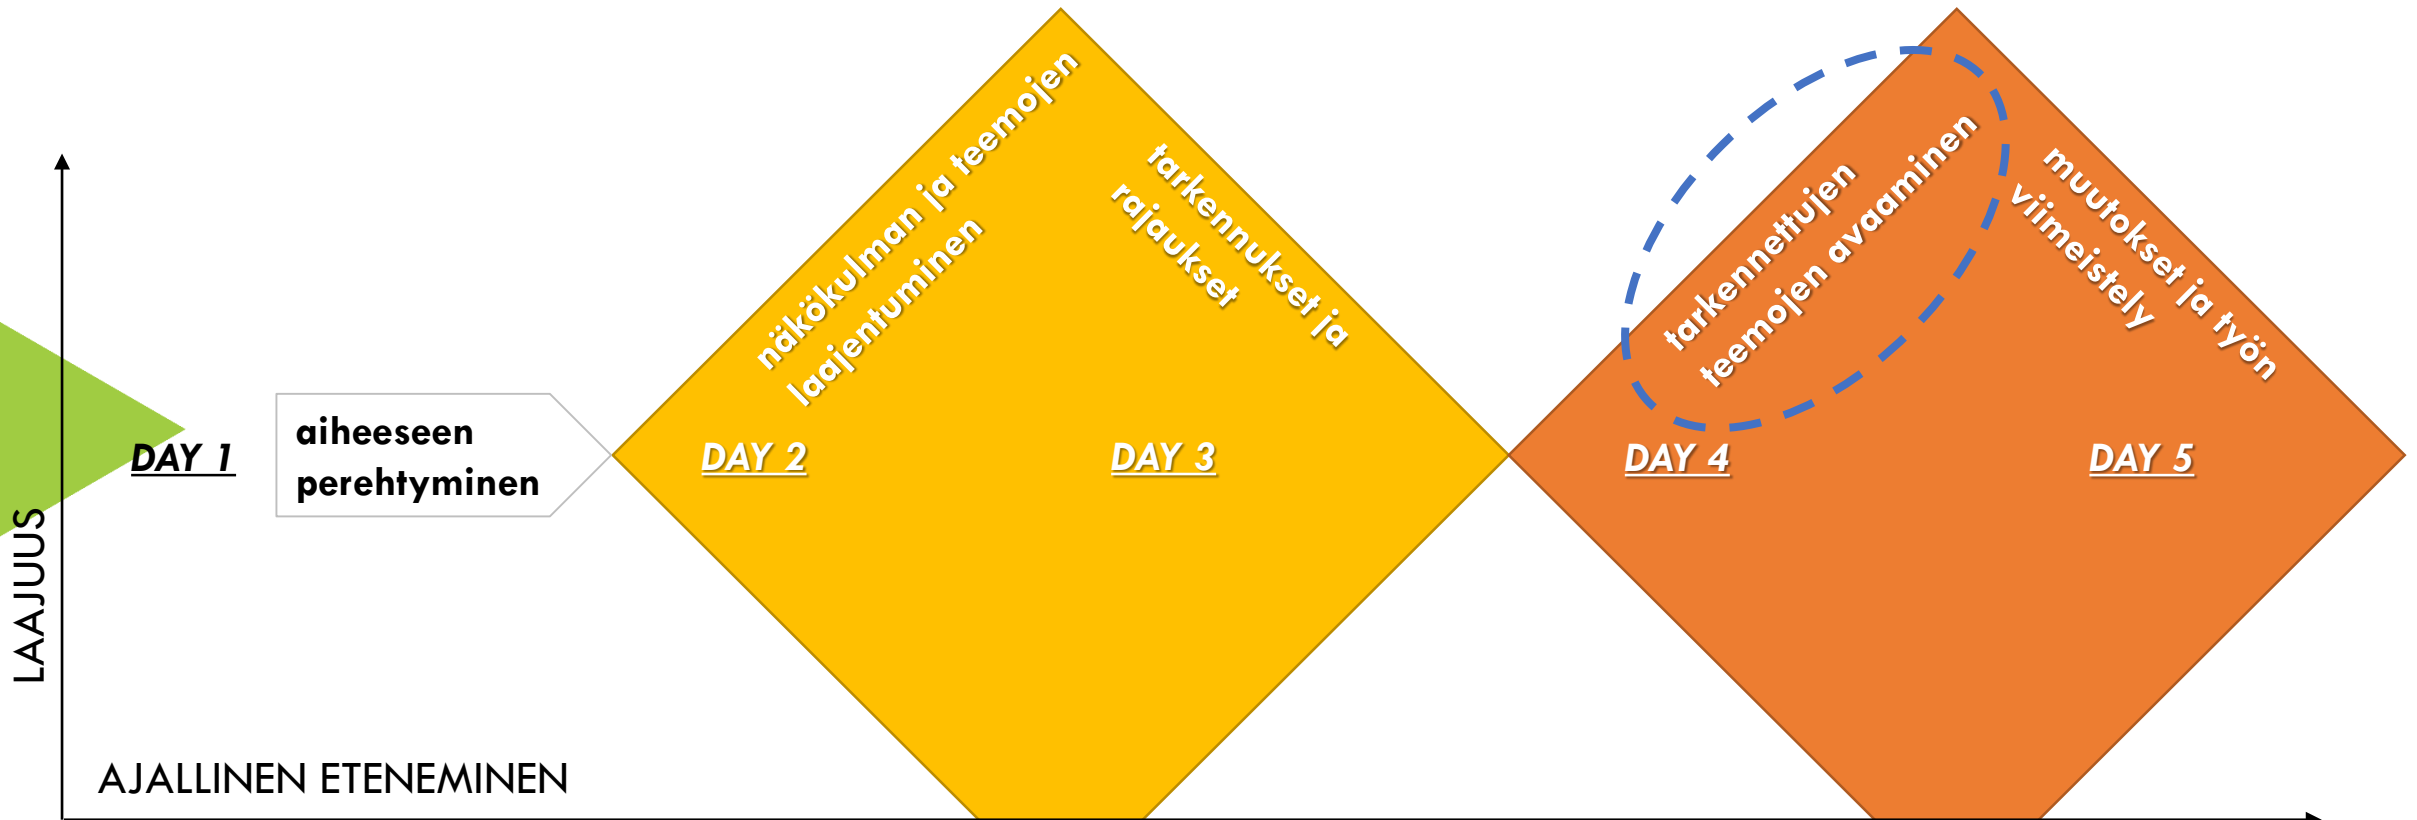 näkökulman ja teemojen
laajentuminen
tarkennukset ja
rajaukset
tarkennettujen
teemojen avaaminen
muutokset ja työn
viimeistely
DAY 1
aiheeseen
perehtyminen
DAY 2
DAY 3
DAY 4
DAY 5
LAAJUUS
AJALLINEN ETENEMINEN